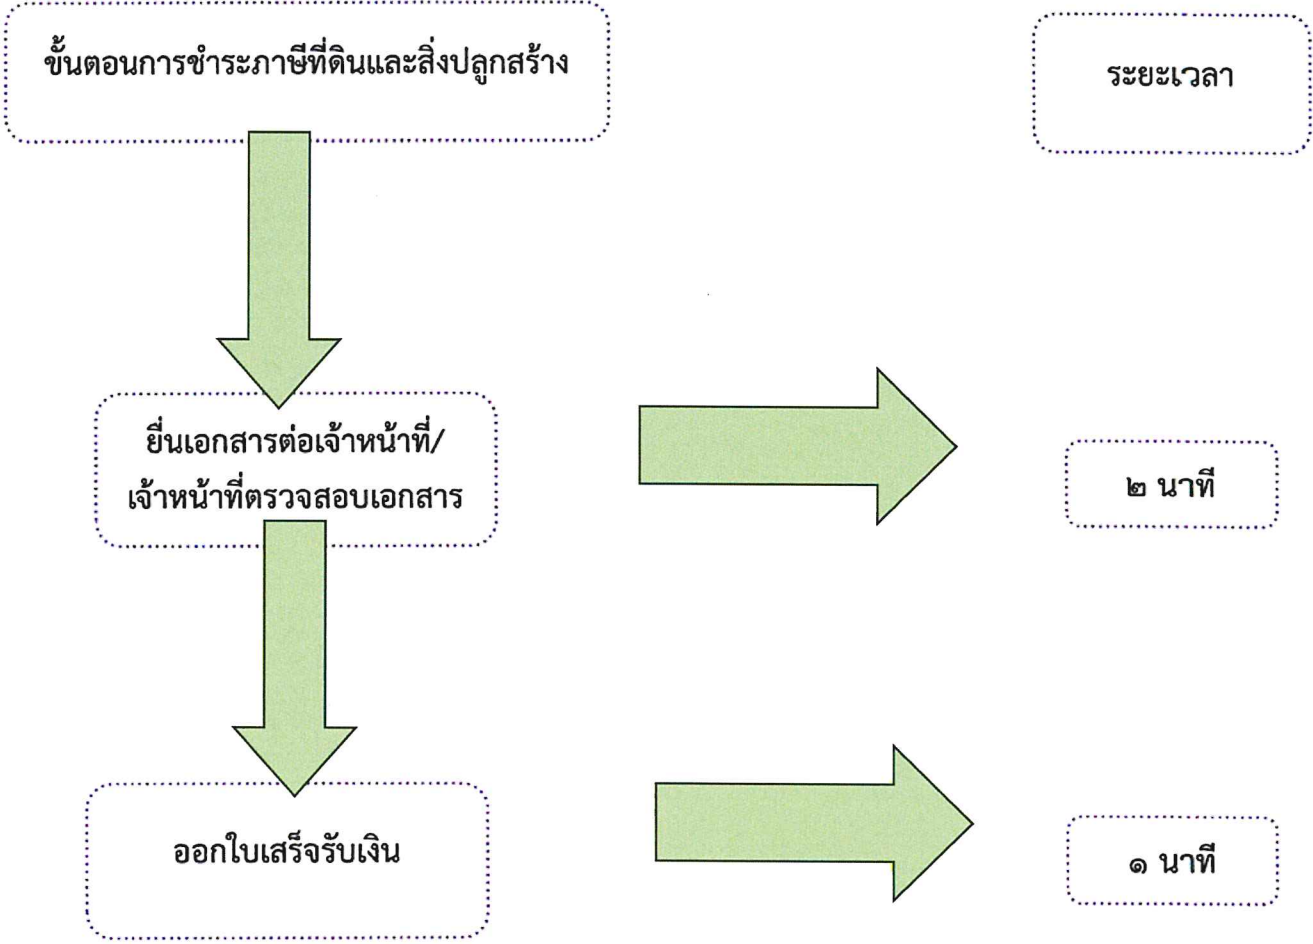 ขั้นตอนการชำระภาษีที่ดินและสิ่งปลูกสร้าง
ระยะเวลา
ยื่นเอกสารต่อเจ้าหน้าที่/
เจ้าหน้าที่ตรวจสอบเอกสาร
๒ นาที
ออกใบเสร็จรับเงิน
๑ นาที